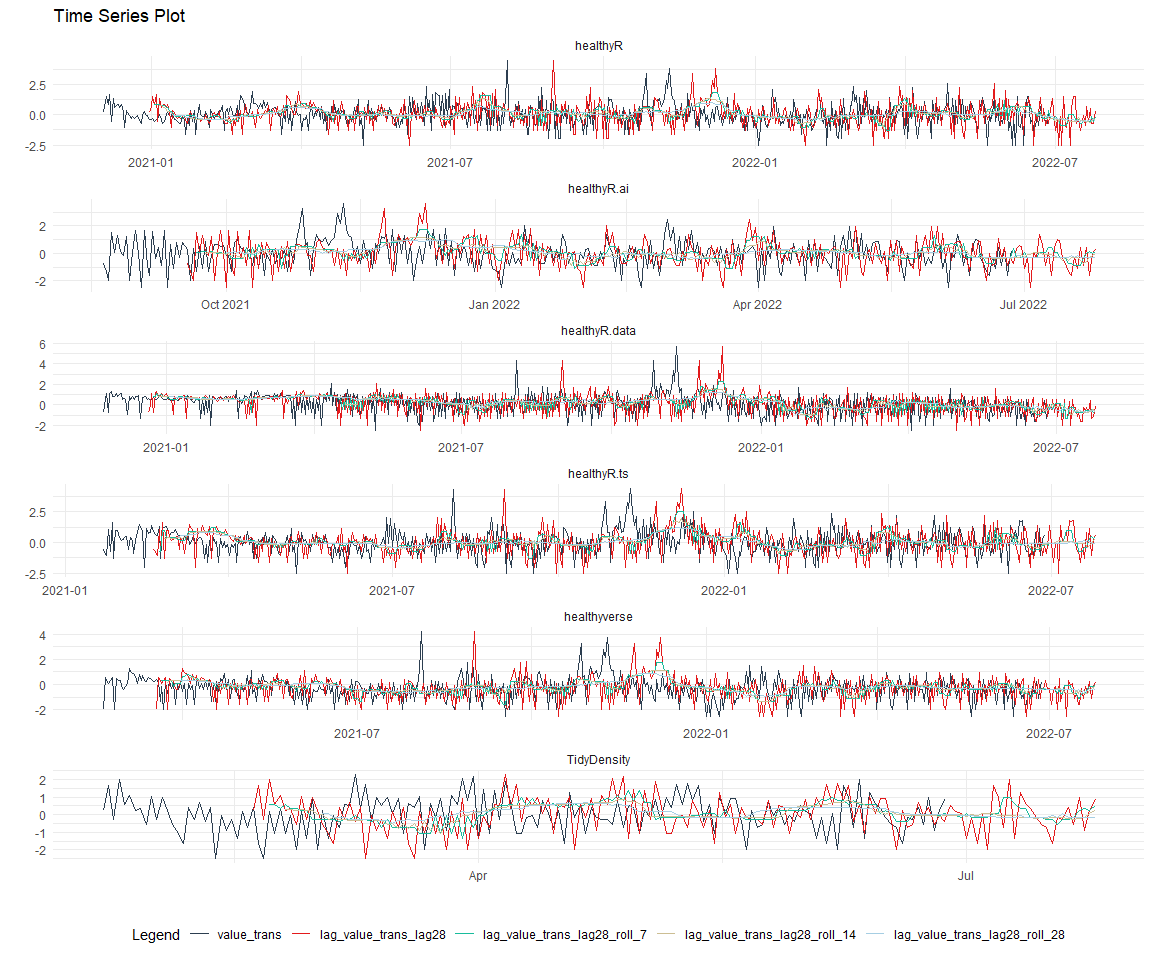 Time Series Plot
healthyR
2.5
0.0
-2.5
2021-01 2021-07 2022-01 2022-07
healthyR.ai
2
0
-2
Oct 2021 Jan 2022 Apr 2022 Jul 2022
healthyR.data
6
4
2
0
-2
2021-01 2021-07 2022-01 2022-07
healthyR.ts
2.5
0.0
-2.5
2021-01 2021-07 2022-01 2022-07
healthyverse
4
2
0
-2
2021-07 2022-01 2022-07
TidyDensity
2
1
0
-1
-2
Apr Jul
Legend value_trans lag_value_trans_lag28 lag_value_trans_lag28_roll_7 lag_value_trans_lag28_roll_14 lag_value_trans_lag28_roll_28